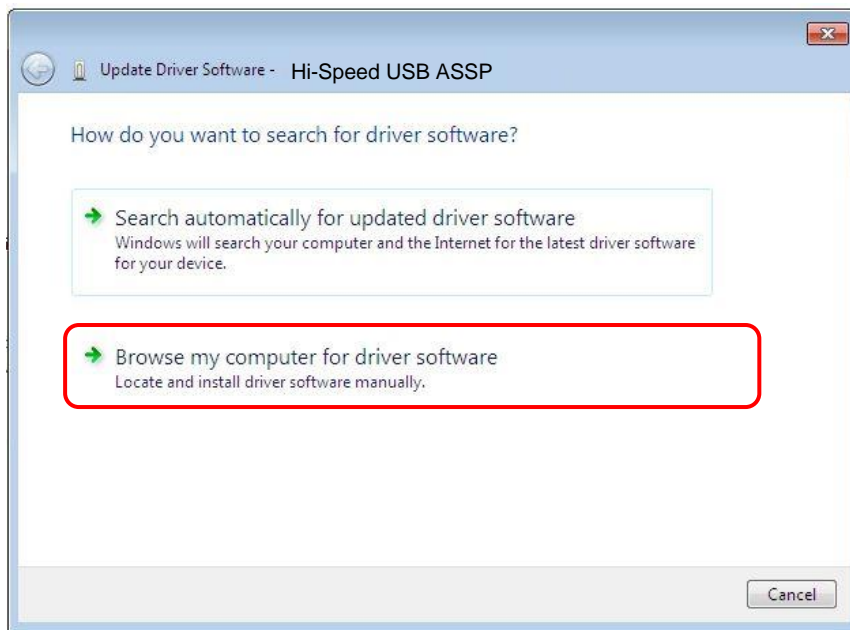 Update Driver Software - Hi-Speed USB ASSP
How do you want to search for driver software?
Search automatically for updated driver software
Windows will search your computer and the Internet for the latest driver software
for your device.
Browse my computer for driver software
Locate and install driver software manually.
Cancel